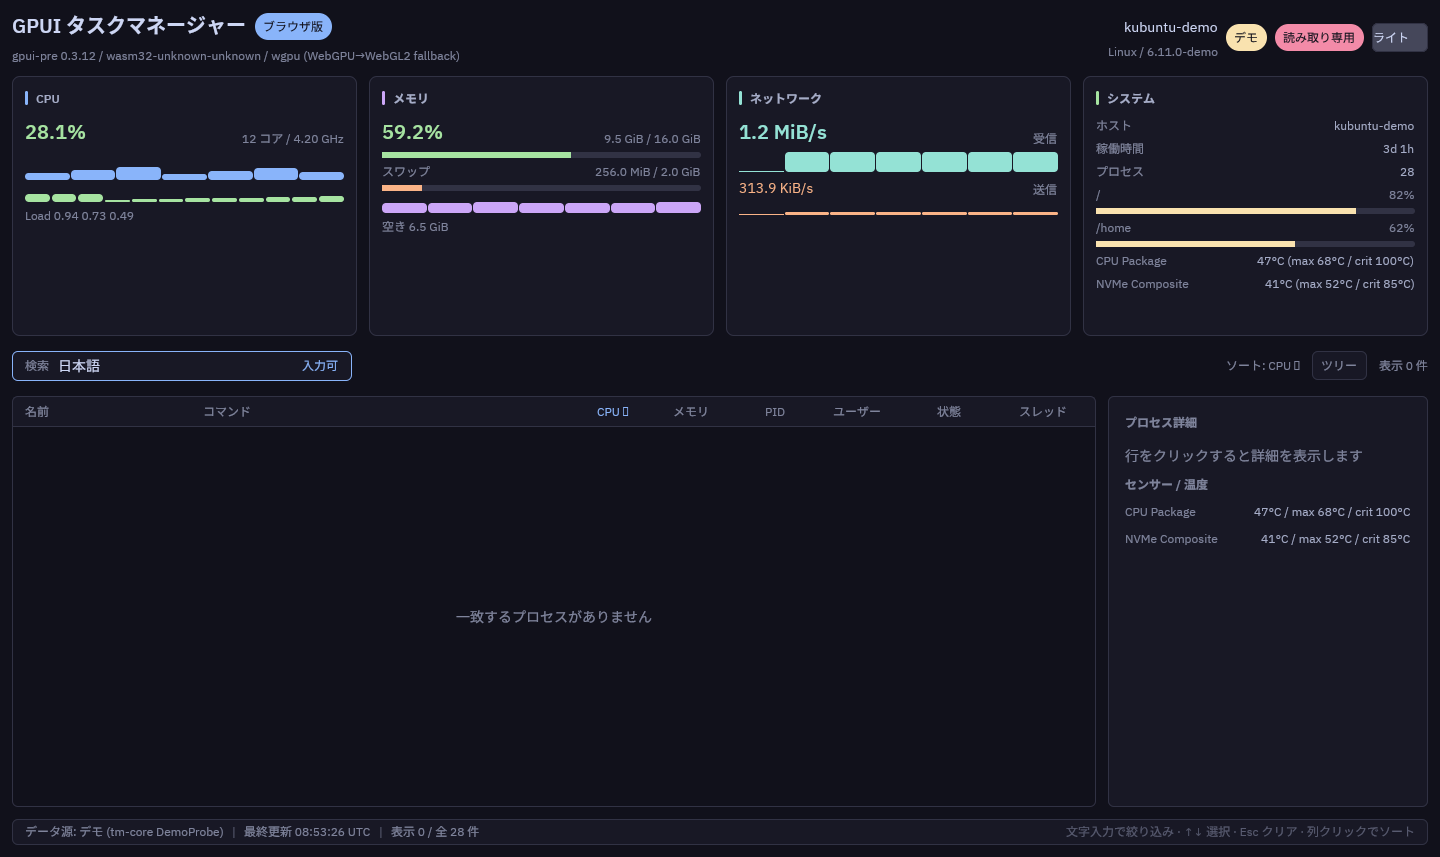 GPUI タスクマネージャー ブラウザ版
gpui-pre 0.3.12 / wasm32-unknown-unknown / wgpu (WebGPU→WebGL2 fallback)
kubuntu-demo
Linux / 6.11.0-demo
デモ 読み取り専用 ライト
CPU
28.1% 12 コア / 4.20 GHz
Load 0.94 0.73 0.49
メモリ
59.2% 9.5 GiB / 16.0 GiB
スワップ 256.0 MiB / 2.0 GiB
空き 6.5 GiB
ネットワーク
1.2 MiB/s 受信
313.9 KiB/s 送信
システム
ホスト kubuntu-demo
稼働時間 3d 1h
プロセス 28
/ 82%
/home 62%
CPU Package 47°C (max 68°C / crit 100°C)
NVMe Composite 41°C (max 52°C / crit 85°C)
検索 日本語 入力可
ソート: CPU ツリー 表示 0 件
名前 コマンド CPU メモリ PID ユーザー 状態 スレッド
一致するプロセスがありません
プロセス詳細
行をクリックすると詳細を表示します
センサー / 温度
CPU Package 47°C / max 68°C / crit 100°C
NVMe Composite 41°C / max 52°C / crit 85°C
データ源: デモ (tm-core DemoProbe) | 最終更新 08:53:26 UTC | 表示 0 / 全 28 件
文字入力で絞り込み · ↑↓ 選択 · Esc クリア · 列クリックでソート